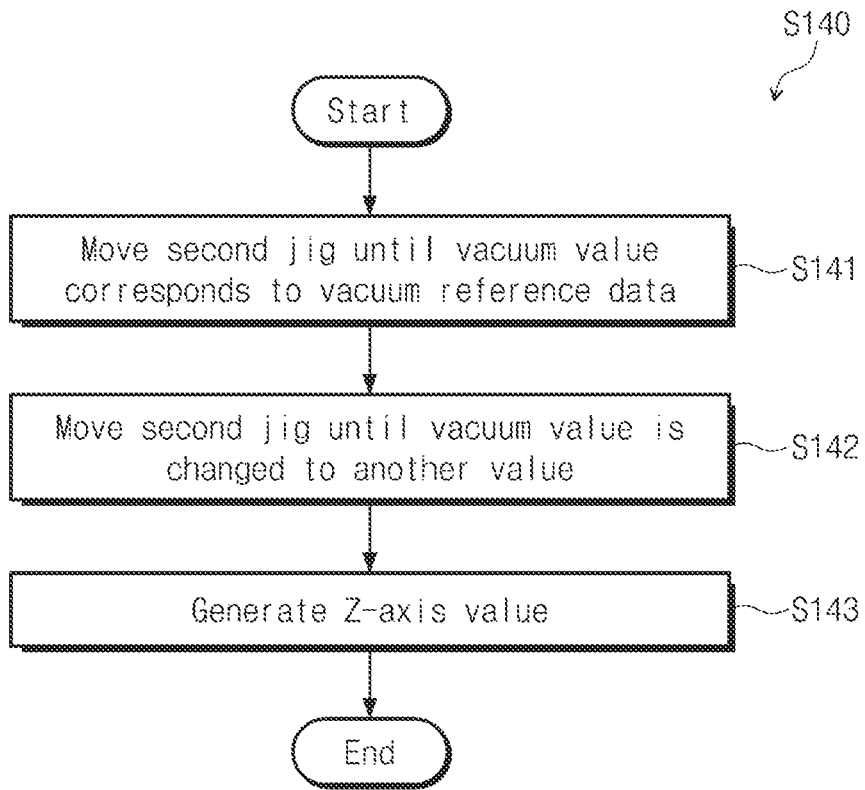 S140
Start
Move second jig until vacuum value
corresponds to vacuum reference data
S141
Move second jig until vacuum value is
changed to another value
S142
Generate Z-axis value
S143
End